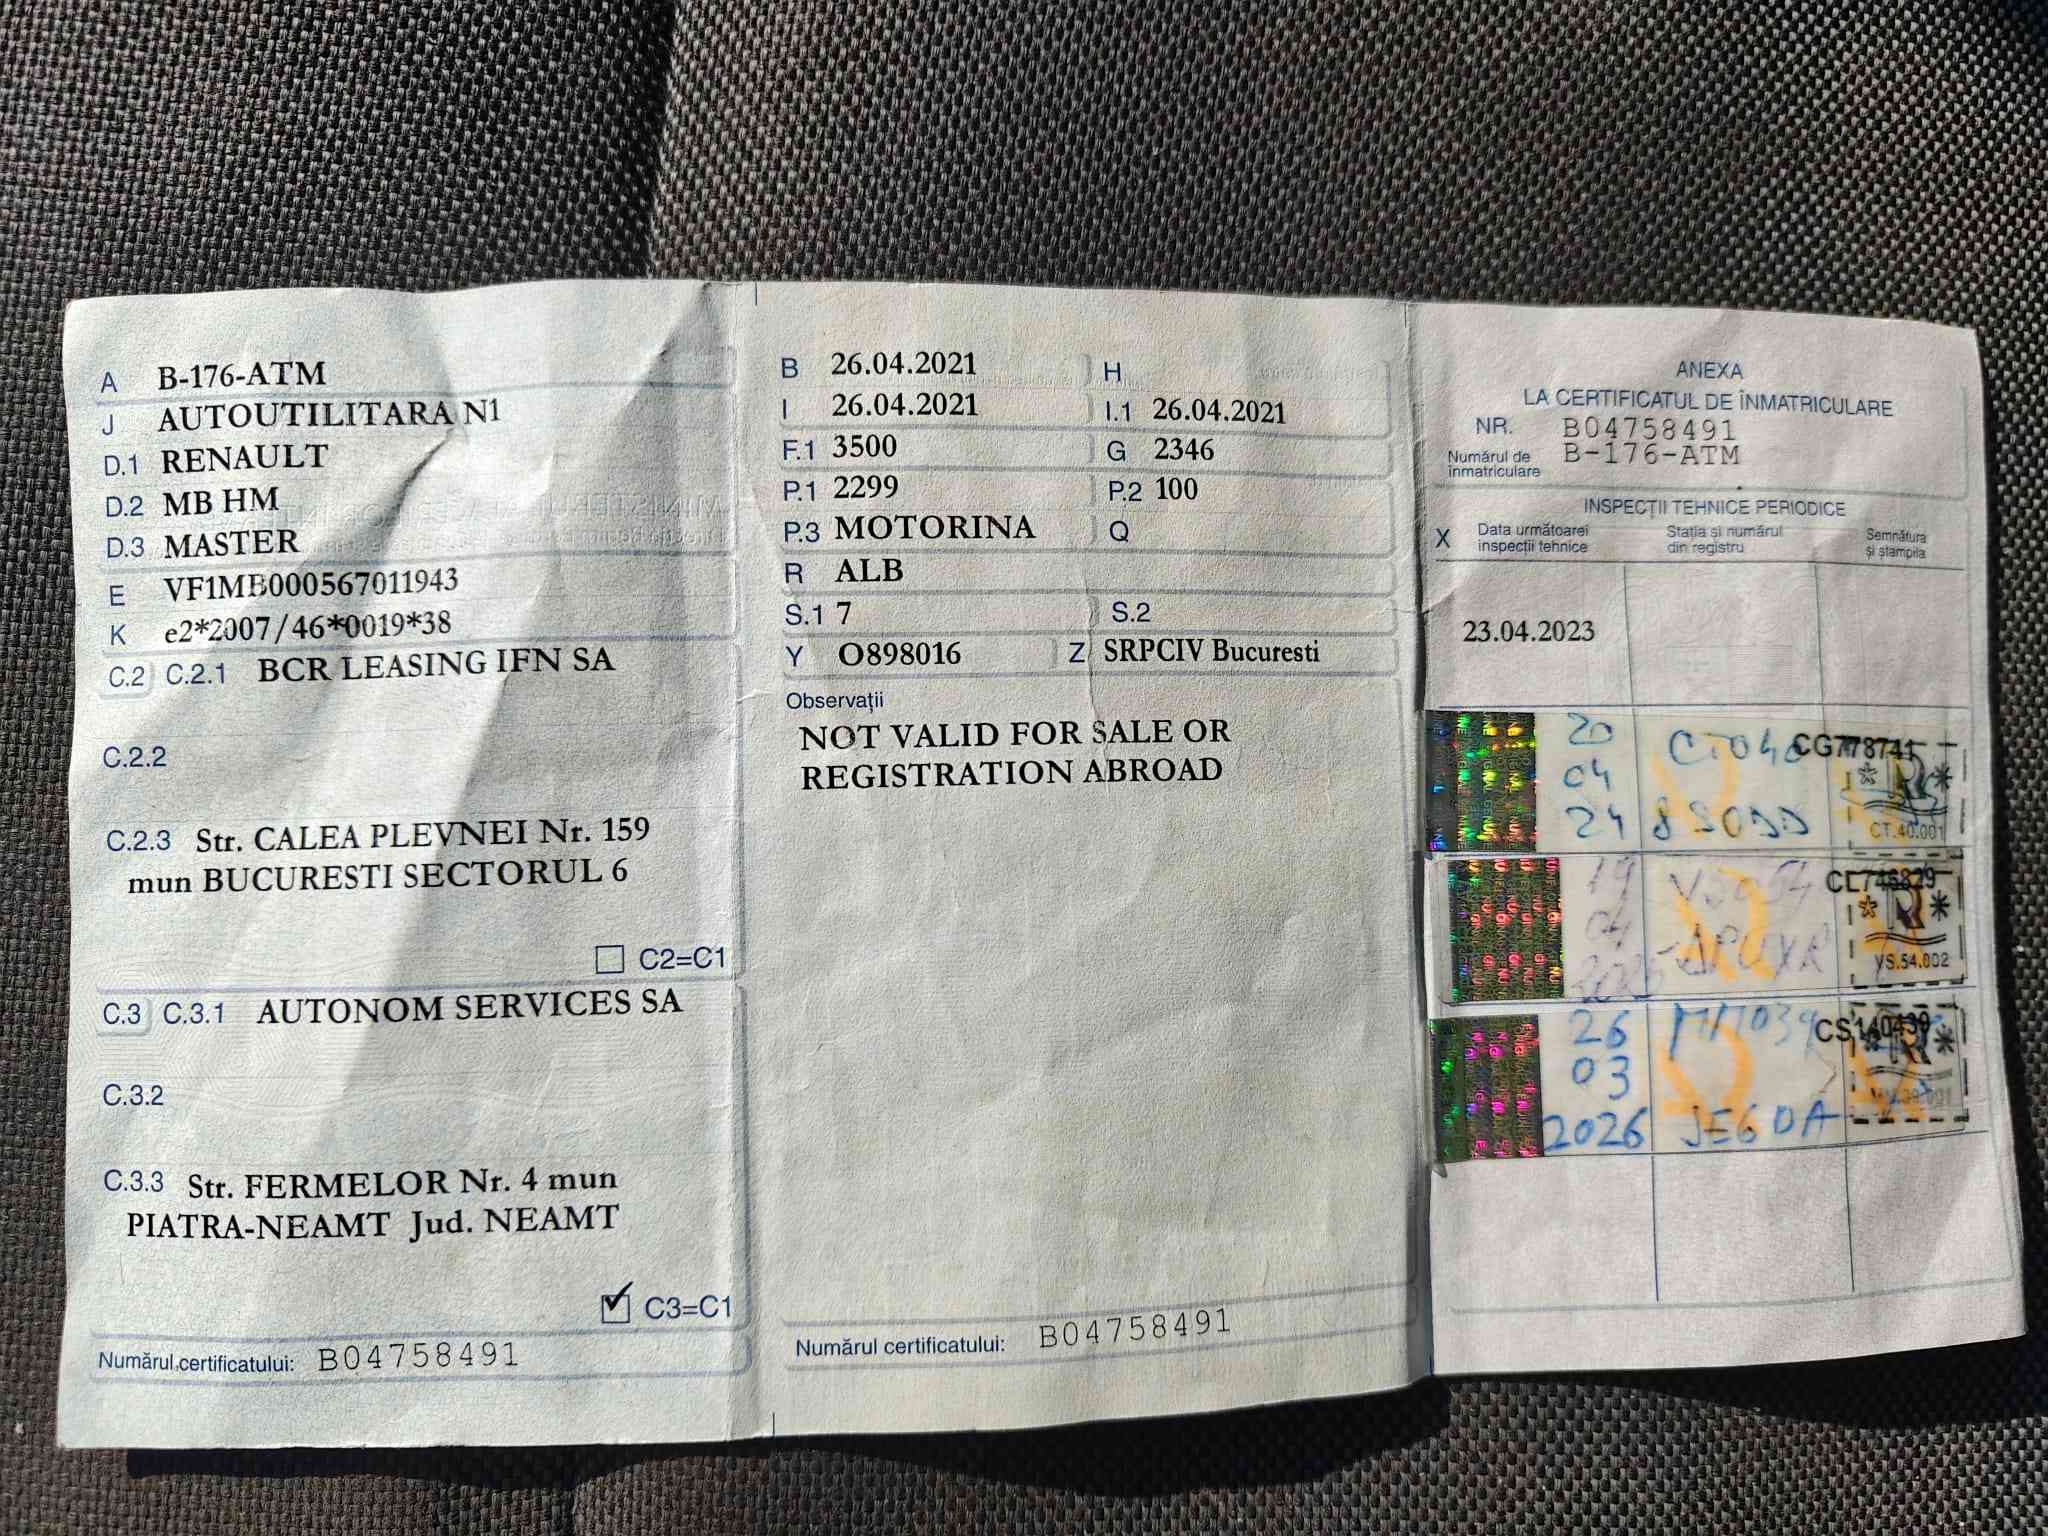 A B-176-ATM
J AUTOUTILITARA N1
D.1 RENAULT
D.2 MB HM
D.3 MASTER
E VF1MB000567011943
K e2*2007/46*0019*38
C.2 C.2.1 BCR LEASING IFN SA
C.2.2
C.2.3 Str. CALEA PLEVNEI Nr. 159
mun BUCURESTI SECTORUL 6
C2=C1
C.3 C.3.1 AUTONOM SERVICES SA
C.3.2
C.3.3 Str. FERMELOR Nr. 4 mun
PIATRA-NEAMT Jud. NEAMT
C3=C1
Numărul certificatului: B04758491
B 26.04.2021 H
I 26.04.2021 I.1 26.04.2021
F.1 3500 G 2346
P.1 2299 P.2 100
P.3 MOTORINA Q
R ALB
S.1 7 S.2
Y O898016 Z SRPCIV Bucuresti
Observații
NOT VALID FOR SALE OR
REGISTRATION ABROAD
Numărul certificatului: B04758491
ANEXA
LA CERTIFICATUL DE ÎNMATRICULARE
NR. B04758491
Numărul de înmatriculare B-176-ATM
INSPECȚII TEHNICE PERIODICE
X Data următoarei inspecții tehnice Stația și numărul din registru Semnătura și ștampila
23.04.2023
20
04
24
CG778741
CT.40.001
19
04
2025
CL746829
VS.54.002
26
03
2026
CS140439
JEGDA